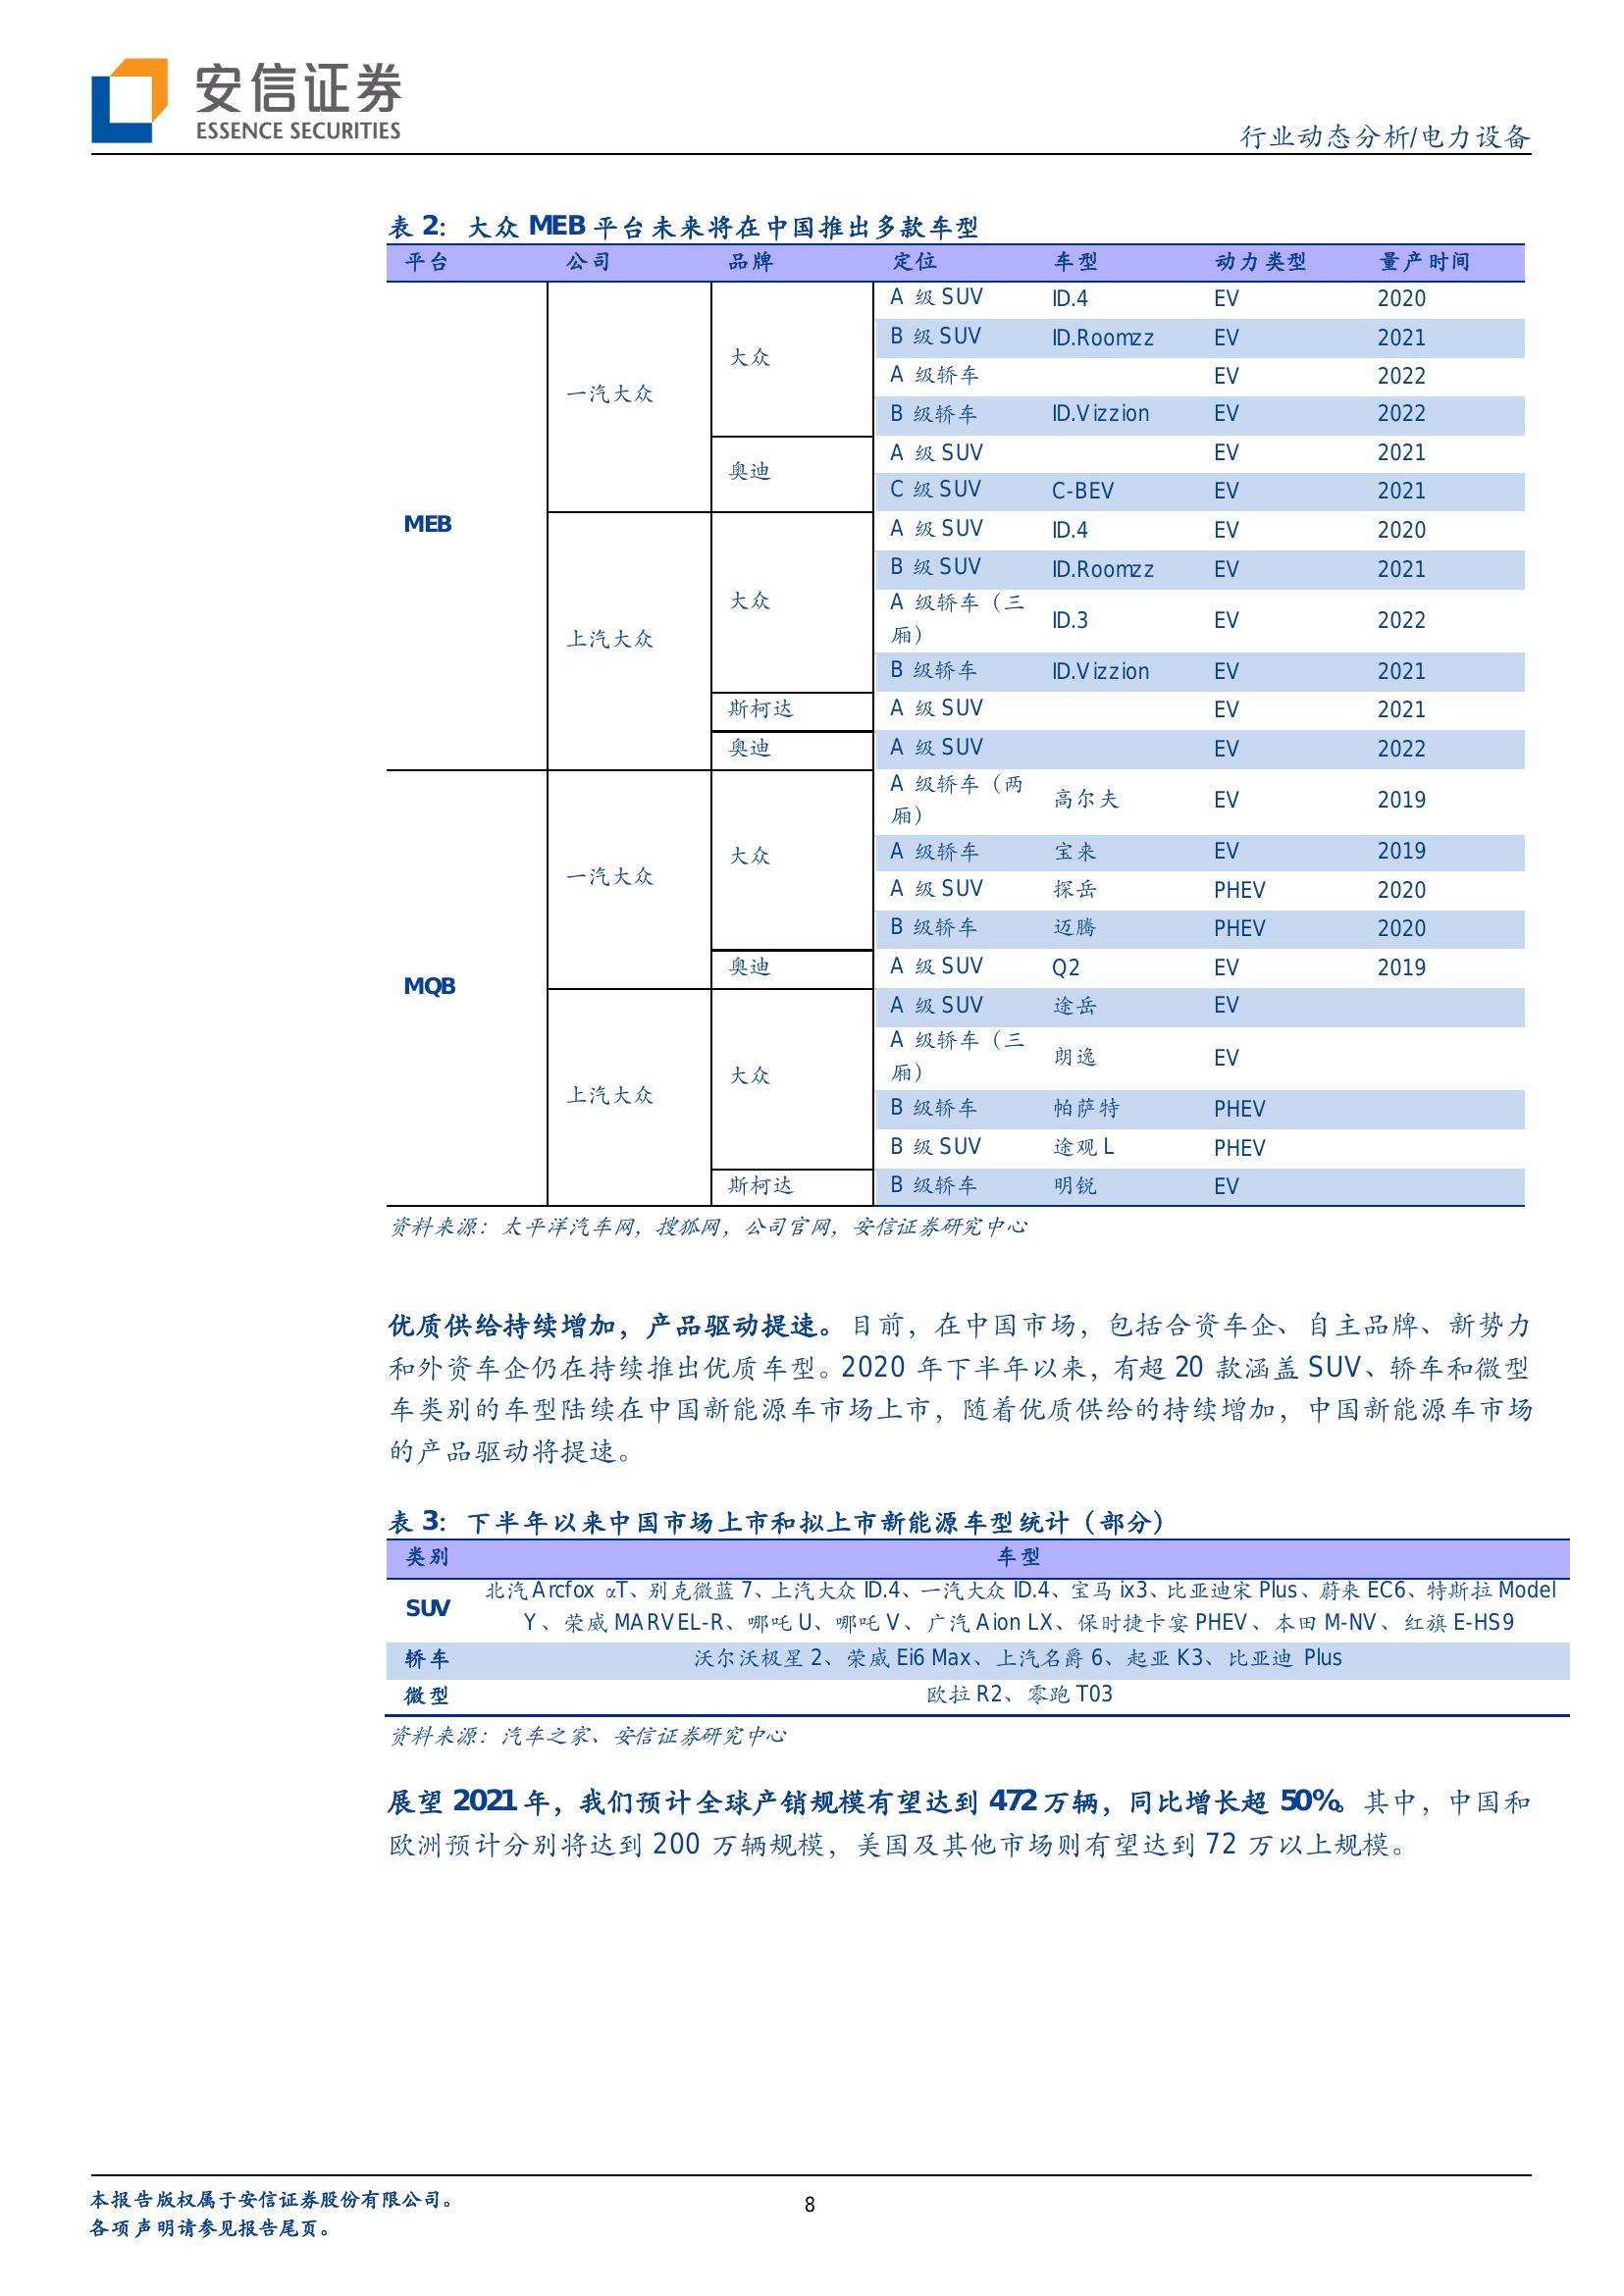 安信证券
ESSENCE SECURITIES
行业动态分析/电力设备
表 2：大众 MEB 平台未来将在中国推出多款车型
平台 公司 品牌 定位 车型 动力类型 量产时间
MEB 一汽大众 大众 A 级 SUV ID.4 EV 2020
B 级 SUV ID.Roomzz EV 2021
A 级轿车 EV 2022
B 级轿车 ID.Vizzion EV 2022
奥迪 A 级 SUV EV 2021
C 级 SUV C-BEV EV 2021
上汽大众 大众 A 级 SUV ID.4 EV 2020
B 级 SUV ID.Roomzz EV 2021
A 级轿车（三
厢） ID.3 EV 2022
B 级轿车 ID.Vizzion EV 2021
斯柯达 A 级 SUV EV 2021
奥迪 A 级 SUV EV 2022
MQB 一汽大众 大众 A 级轿车（两
厢） 高尔夫 EV 2019
A 级轿车 宝来 EV 2019
A 级 SUV 探岳 PHEV 2020
B 级轿车 迈腾 PHEV 2020
奥迪 A 级 SUV Q2 EV 2019
上汽大众 大众 A 级 SUV 途岳 EV
A 级轿车（三
厢） 朗逸 EV
B 级轿车 帕萨特 PHEV
B 级 SUV 途观 L PHEV
斯柯达 B 级轿车 明锐 EV
资料来源：太平洋汽车网，搜狐网，公司官网，安信证券研究中心
优质供给持续增加，产品驱动提速。目前，在中国市场，包括合资车企、自主品牌、新势力
和外资车企仍在持续推出优质车型。2020 年下半年以来，有超 20 款涵盖 SUV、轿车和微型
车类别的车型陆续在中国新能源车市场上市，随着优质供给的持续增加，中国新能源车市场
的产品驱动将提速。
表 3：下半年以来中国市场上市和拟上市新能源车型统计（部分）
类别 车型
SUV 北汽 Arcfox αT、别克微蓝 7、上汽大众 ID.4、一汽大众 ID.4、宝马 ix3、比亚迪宋 Plus、蔚来 EC6、特斯拉 Model
Y、荣威 MARVEL-R、哪吒 U、哪吒 V、广汽 Aion LX、保时捷卡宴 PHEV、本田 M-NV、红旗 E-HS9
轿车 沃尔沃极星 2、荣威 Ei6 Max、上汽名爵 6、起亚 K3、比亚迪 Plus
微型 欧拉 R2、零跑 T03
资料来源：汽车之家、安信证券研究中心
展望 2021 年，我们预计全球产销规模有望达到 472 万辆，同比增长超 50%。其中，中国和
欧洲预计分别将达到 200 万辆规模，美国及其他市场则有望达到 72 万以上规模。
本报告版权属于安信证券股份有限公司。
各项声明请参见报告尾页。
8